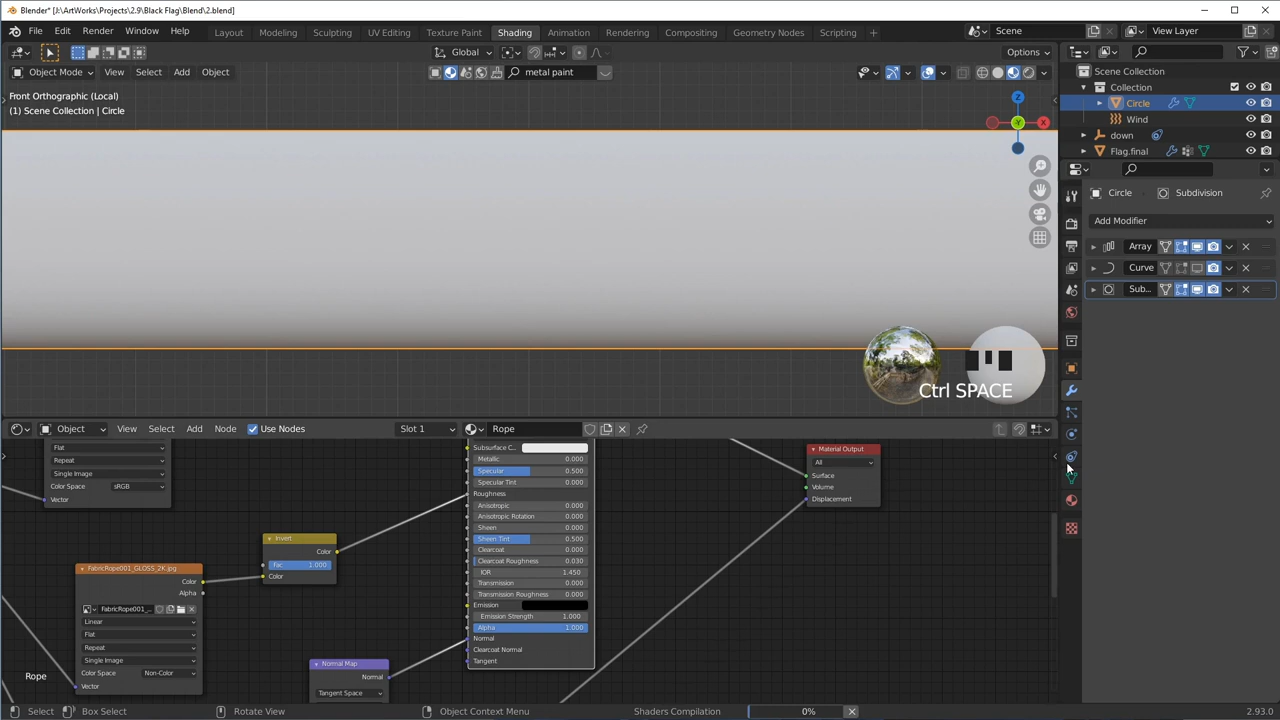 Blender* [J:\ArtWorks\Projects\2.9\Black Flag\Blend\2.blend]
File Edit Render Window Help Layout Modeling Sculpting UV Editing Texture Paint Shading Animation Rendering Compositing Geometry Nodes Scripting Scene View Layer
Global metal paint Options
Object Mode View Select Add Object
Front Orthographic (Local)
(1) Scene Collection | Circle
Z
Y
X
Ctrl SPACE
Scene Collection
Collection
Circle
Wind
down
Flag.final
Circle Subdivision
Add Modifier
Array
Curve
Sub...
Object View Select Add Node Use Nodes Slot 1 Rope
Flat
Repeat
Single Image
Color Space sRGB
Vector
Invert
Color
Fac 1.000
Color
FabricRope001_GLOSS_2K.jpg
Color
Alpha
FabricRope001_...
Linear
Flat
Repeat
Single Image
Color Space Non-Color
Vector
Normal Map
Normal
Tangent Space
Subsurface C...
Metallic 0.000
Specular 0.500
Specular Tint 0.000
Roughness
Anisotropic 0.000
Anisotropic Rotation 0.000
Sheen 0.000
Sheen Tint 0.500
Clearcoat 0.000
Clearcoat Roughness 0.030
IOR 1.450
Transmission 0.000
Transmission Roughness 0.000
Emission
Emission Strength 1.000
Alpha 1.000
Normal
Clearcoat Normal
Tangent
Material Output
All
Surface
Volume
Displacement
Rope
Select Box Select Rotate View Object Context Menu Shaders Compilation 0% 2.93.0